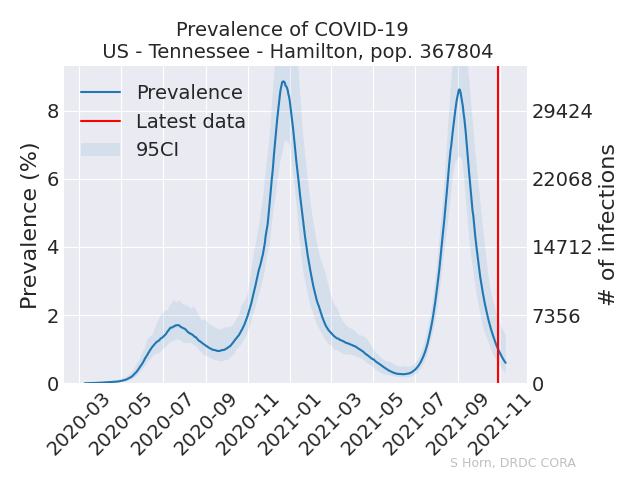 Prevalence of COVID-19
US - Tennessee - Hamilton, pop. 367804
Prevalence
Latest data
95CI
Prevalence (%)
8
6
4
2
0
29424
22068
14712
7356
0
# of infections
2020-03
2020-05
2020-07
2020-09
2020-11
2021-01
2021-03
2021-05
2021-07
2021-09
2021-11
S Horn, DRDC CORA